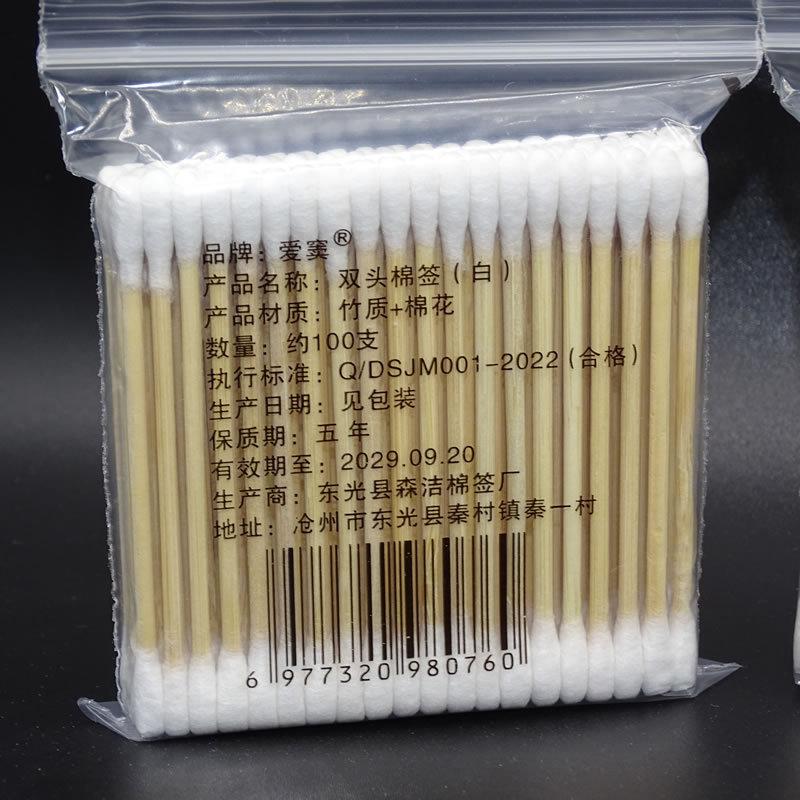 品牌：爱窦®
产品名称：双头棉签（白）
产品材质：竹质+棉花
数量：约100支
执行标准：Q/DSJM001-2022(合格)
生产日期：见包装
保质期：五年
有效期至：2029.09.20
生产商：东光县森洁棉签厂
地址：沧州市东光县秦村镇秦一村
6 977320 980760